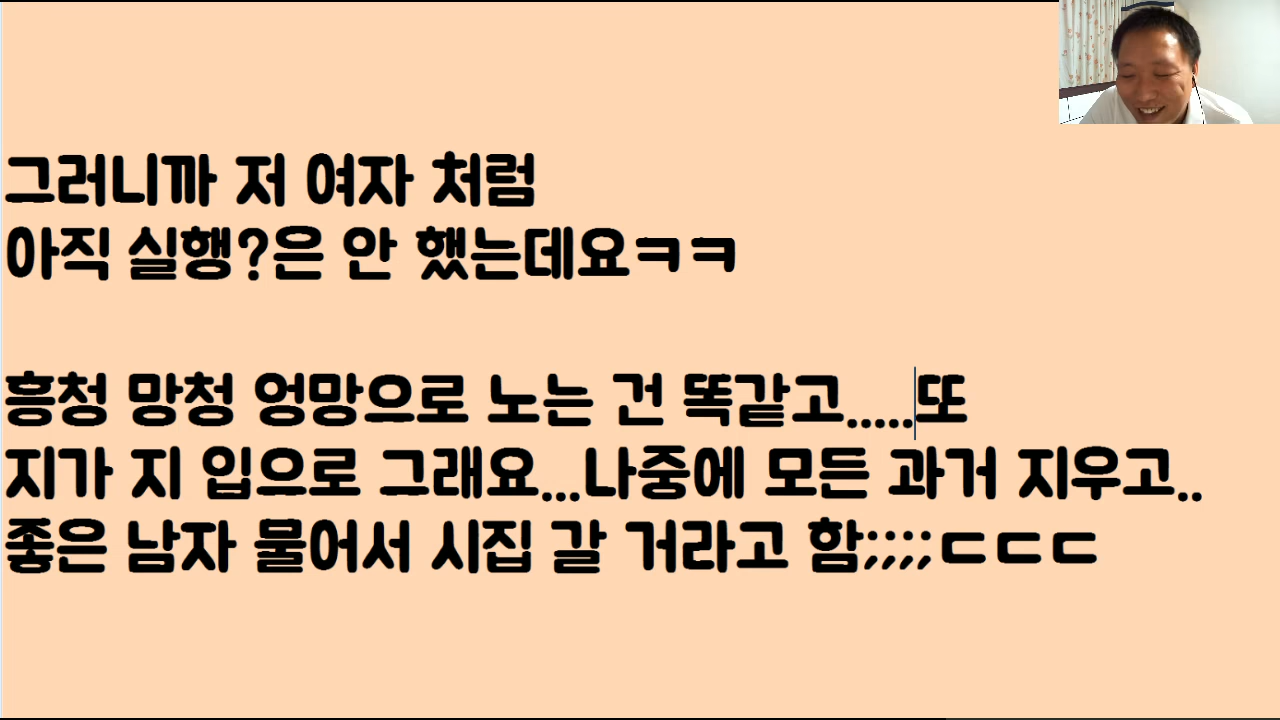 그러니까 저 여자 처럼
아직 실행?은 안 했는데요ㅋㅋ
흥청 망청 엉망으로 노는 건 똑같고.....또
지가 지 입으로 그래요...나중에 모든 과거 지우고..
좋은 남자 물어서 시집 갈 거라고 함;;;;ㄷㄷㄷ